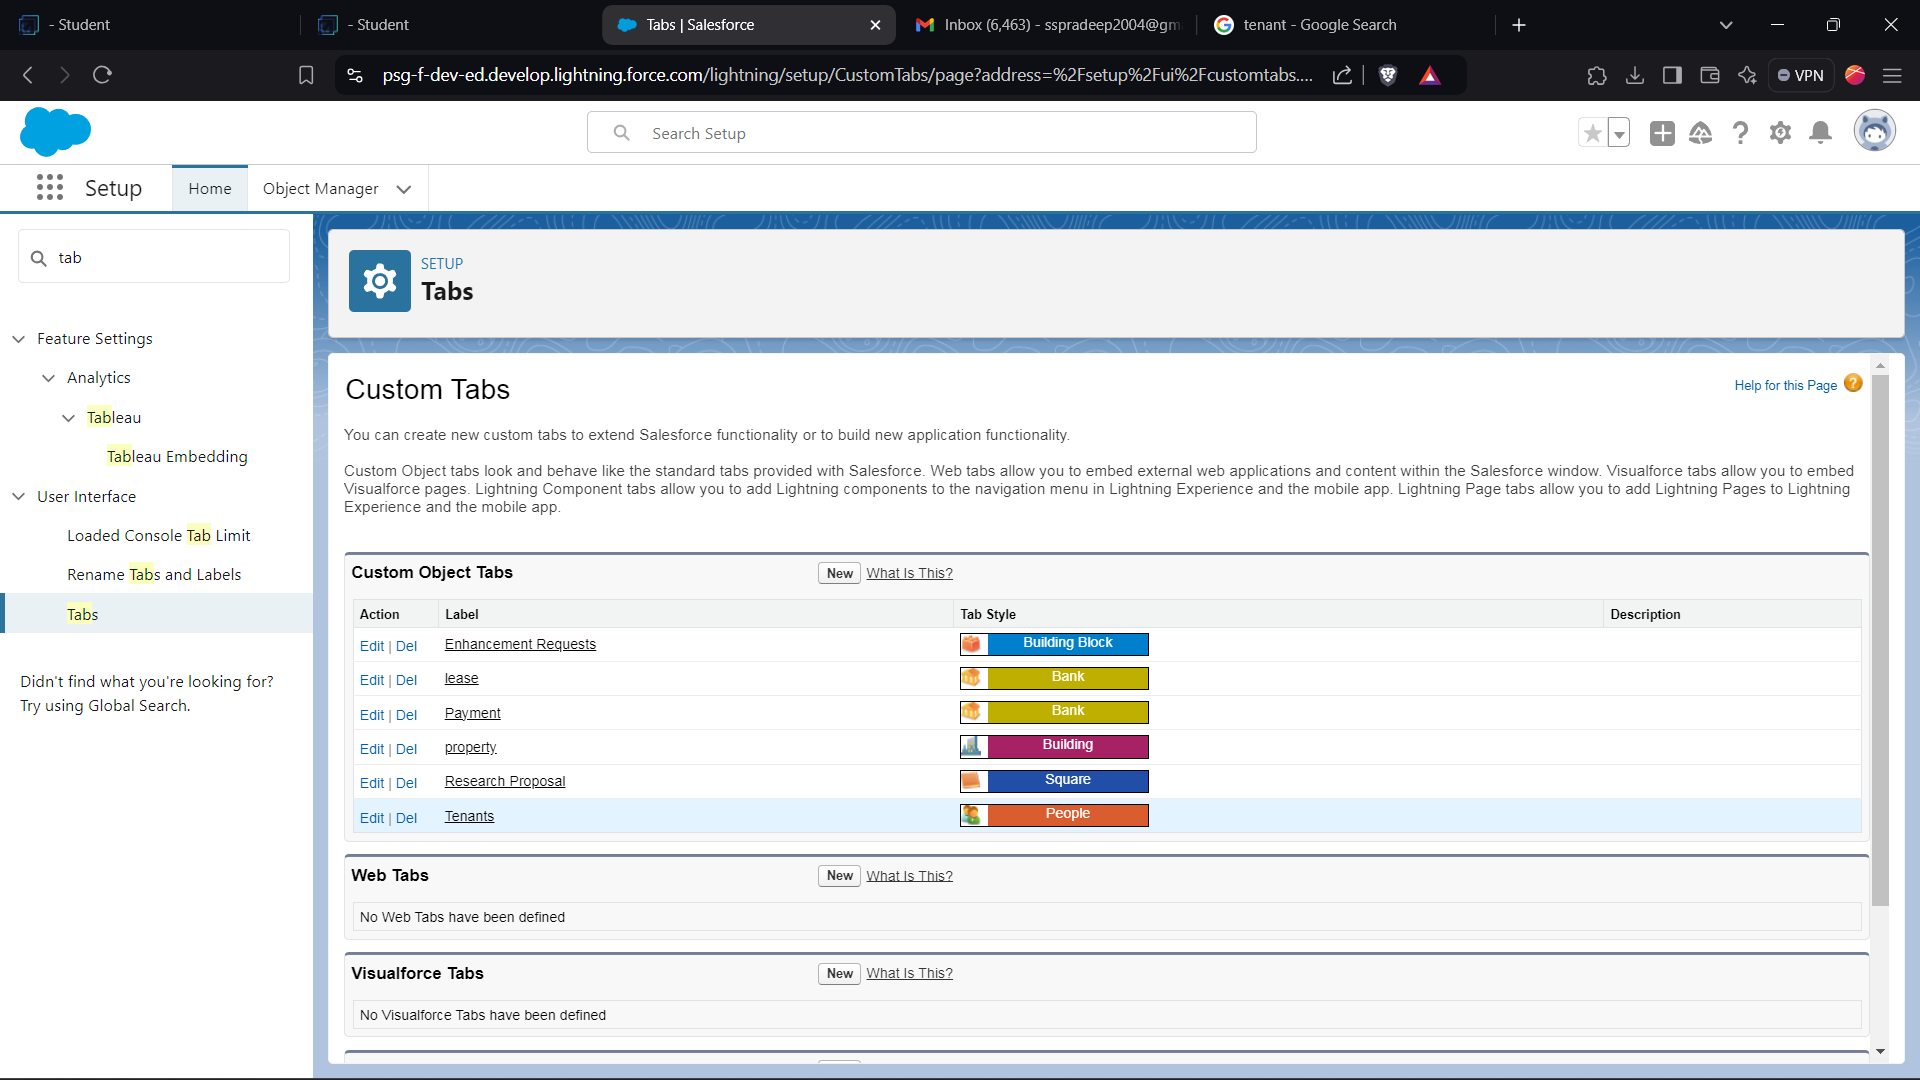 - Student
- Student
Tabs | Salesforce
Inbox (6,463) - sspradeep2004@gm
tenant - Google Search
psg-f-dev-ed.develop.lightning.force.com/lightning/setup/CustomTabs/page?address=%2Fsetup%2Fui%2Fcustomtabs....
VPN
Search Setup
Setup
Home
Object Manager
tab
Feature Settings
Analytics
Tableau
Tableau Embedding
User Interface
Loaded Console Tab Limit
Rename Tabs and Labels
Tabs
Didn't find what you're looking for?
Try using Global Search.
SETUP
Tabs
Custom Tabs
Help for this Page
You can create new custom tabs to extend Salesforce functionality or to build new application functionality.
Custom Object tabs look and behave like the standard tabs provided with Salesforce. Web tabs allow you to embed external web applications and content within the Salesforce window. Visualforce tabs allow you to embed
Visualforce pages. Lightning Component tabs allow you to add Lightning components to the navigation menu in Lightning Experience and the mobile app. Lightning Page tabs allow you to add Lightning Pages to Lightning
Experience and the mobile app.
Custom Object Tabs New What Is This?
Action Label Tab Style Description
Edit | Del Enhancement Requests Building Block
Edit | Del lease Bank
Edit | Del Payment Bank
Edit | Del property Building
Edit | Del Research Proposal Square
Edit | Del Tenants People
Web Tabs New What Is This?
No Web Tabs have been defined
Visualforce Tabs New What Is This?
No Visualforce Tabs have been defined